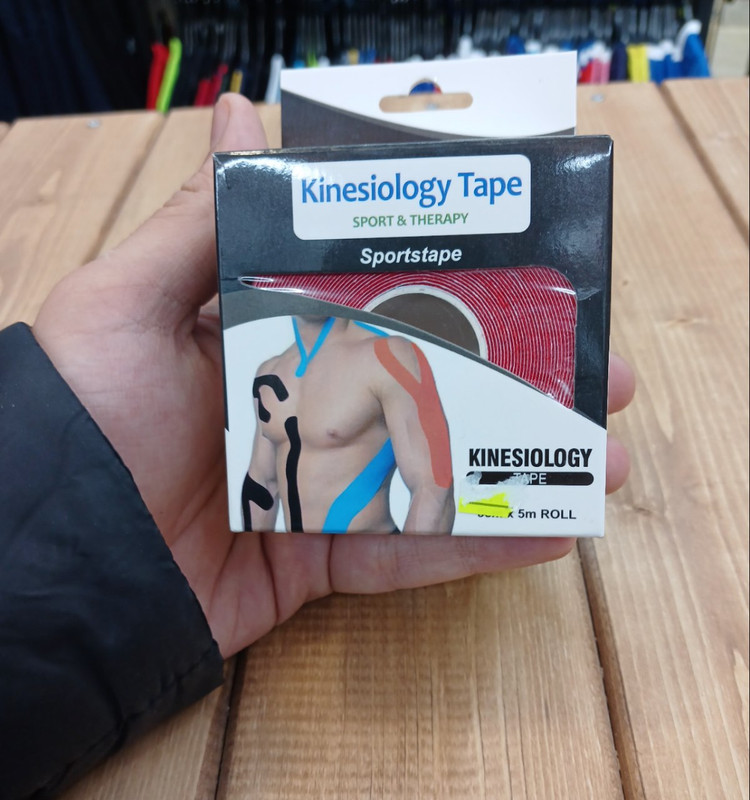 Kinesiology Tape
SPORT & THERAPY
Sportstape
KINESIOLOGY
TAPE
x 5m ROLL